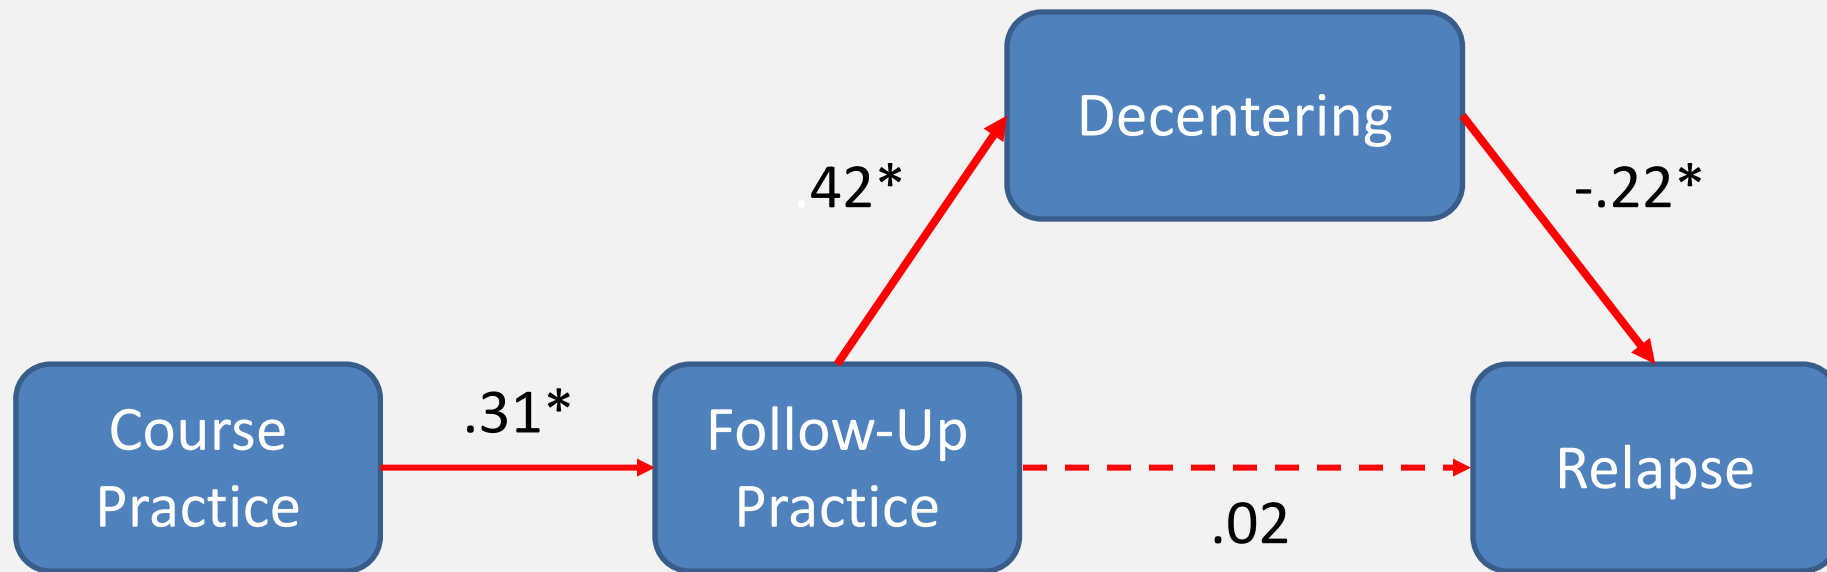 Decentering
.42*
-.22*
Course
Practice
.31*
Follow-Up
Practice
.02
Relapse